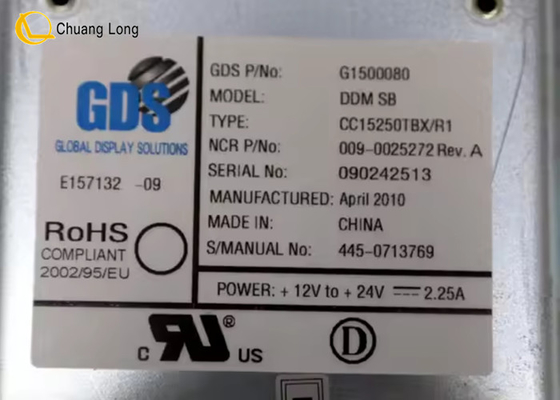 Chuang Long
GDS
GLOBAL DISPLAY SOLUTIONS
E157132 -09
RoHS
COMPLIANT
2002/95/EU
GDS P/No: G1500080
MODEL: DDM SB
TYPE: CC15250TBX/R1
NCR P/No: 009-0025272 Rev. A
SERIAL No: 090242513
MANUFACTURED: April 2010
MADE IN: CHINA
S/MANUAL No: 445-0713769
POWER: + 12V to + 24V ⎓ 2.25A
c RU ® US
D